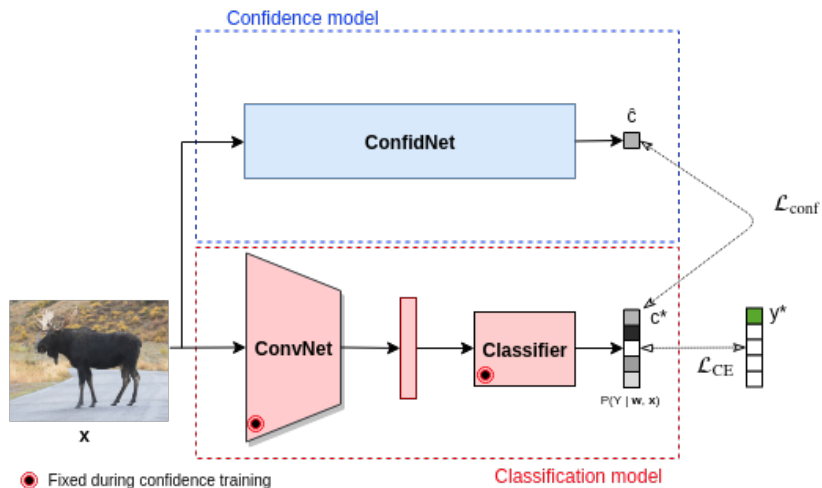 Confidence model
ConfidNet
ĉ
ℒconf
ConvNet
Classifier
c*
y*
ℒCE
P(Y | w, x)
x
Fixed during confidence training
Classification model